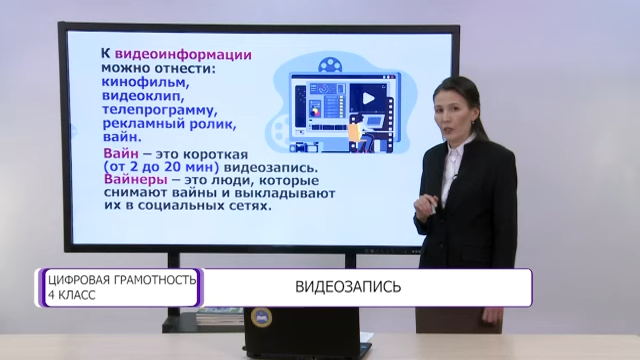 К видеоинформации
можно отнести:
кинофильм,
видеоклип,
телепрограмму,
рекламный ролик,
вайн.
Вайн – это короткая
(от 2 до 20 мин) видеозапись.
Вайнеры – это люди, которые
снимают вайны и выкладывают
их в социальных сетях.
ЦИФРОВАЯ ГРАМОТНОСТЬ
4 КЛАСС
ВИДЕОЗАПИСЬ